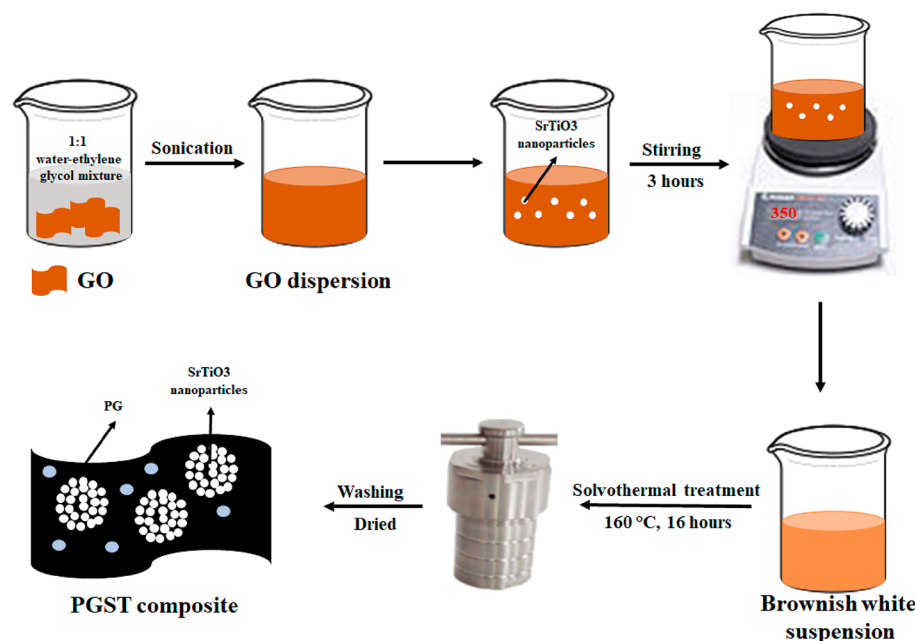 1:1
water-ethylene
glycol mixture
Sonication
SrTiO3
nanoparticles
Stirring
3 hours
350
GO
GO dispersion
SrTiO3
nanoparticles
PG
Washing
Dried
Solvothermal treatment
160 °C, 16 hours
PGST composite
Brownish white
suspension